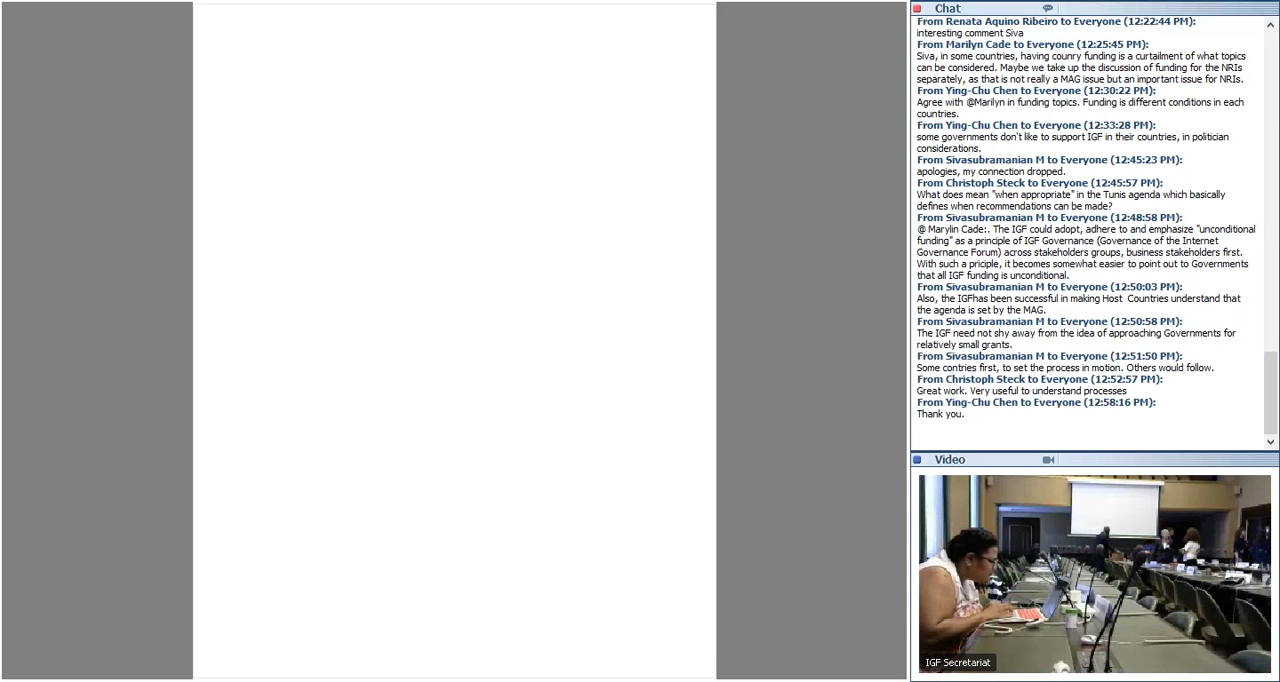 Chat
From Renata Aquino Ribeiro to Everyone (12:22:44 PM):
interesting comment Siva
From Marilyn Cade to Everyone (12:25:45 PM):
Siva, in some countries, having counry funding is a curtailment of what topics
can be considered. Maybe we take up the discussion of funding for the NRIs
separately, as that is not really a MAG issue but an important issue for NRIs.
From Ying-Chu Chen to Everyone (12:30:22 PM):
Agree with @Marilyn in funding topics. Funding is different conditions in each
countries.
From Ying-Chu Chen to Everyone (12:33:28 PM):
some governments don't like to support IGF in their countries, in politician
considerations.
From Sivasubramanian M to Everyone (12:45:23 PM):
apologies, my connection dropped.
From Christoph Steck to Everyone (12:45:57 PM):
What does mean "when appropriate" in the Tunis agenda which basically
defines when recommendations can be made?
From Sivasubramanian M to Everyone (12:48:58 PM):
@ Marylin Cade:. The IGF could adopt, adhere to and emphasize "unconditional
funding" as a principle of IGF Governance (Governance of the Internet
Governance Forum) across stakeholders groups, business stakeholders first.
With such a priciple, it becomes somewhat easier to point out to Governments
that all IGF funding is unconditional.
From Sivasubramanian M to Everyone (12:50:03 PM):
Also, the IGFhas been successful in making Host  Countries understand that
the agenda is set by the MAG.
From Sivasubramanian M to Everyone (12:50:58 PM):
The IGF need not shy away from the idea of approaching Governments for
relatively small grants.
From Sivasubramanian M to Everyone (12:51:50 PM):
Some contries first, to set the process in motion. Others would follow.
From Christoph Steck to Everyone (12:52:57 PM):
Great work. Very useful to understand processes
From Ying-Chu Chen to Everyone (12:58:16 PM):
Thank you.
Video
IGF Secretariat